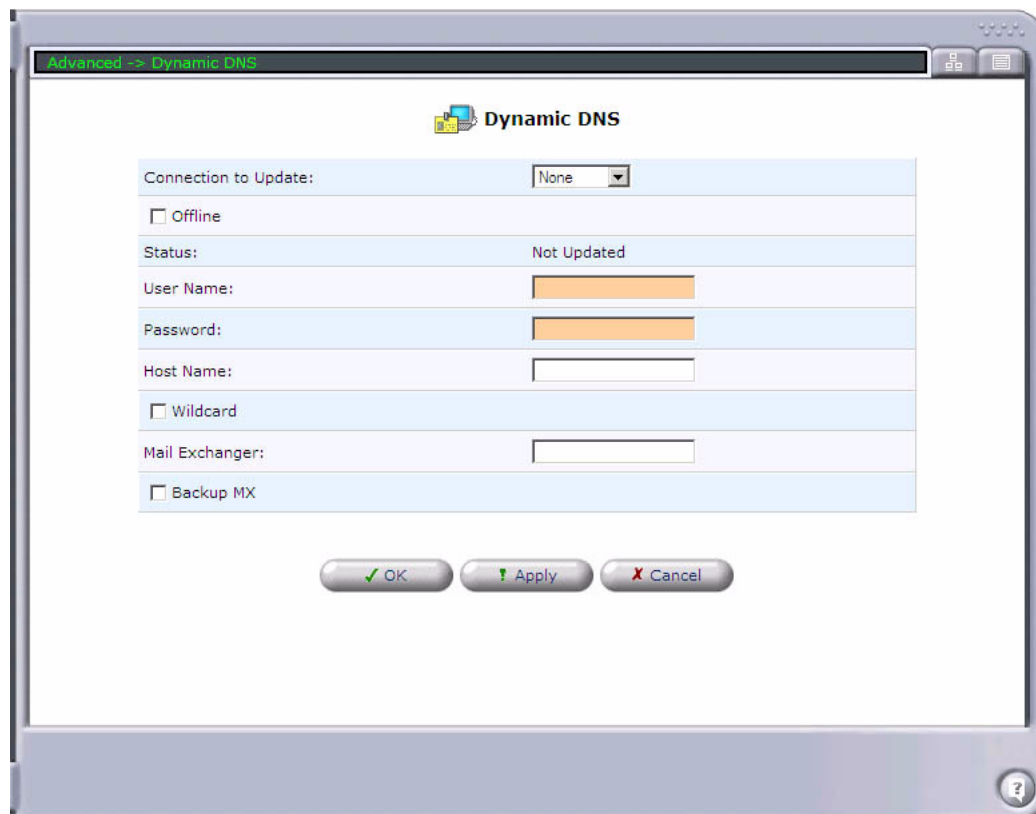 Advanced -> Dynamic DNS
Dynamic DNS
Connection to Update: None
Offline
Status: Not Updated
User Name:
Password:
Host Name:
Wildcard
Mail Exchanger:
Backup MX
OK Apply Cancel
?